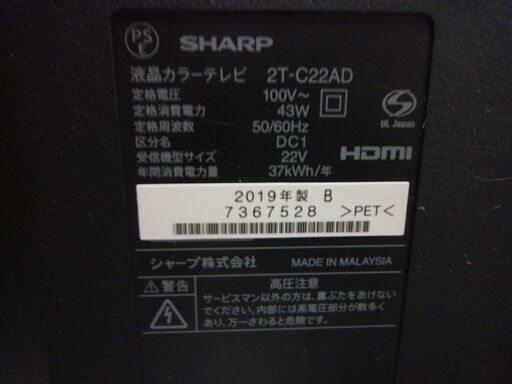 PS
E
SHARP
液晶カラーテレビ 2T-C22AD
定格電圧 100V～
定格消費電力 43W
定格周波数 50/60Hz
区分名 DC1
受信機型サイズ 22V
年間消費電力量 37kWh/年
UL Japan
HDMI
2019年製 B
7367528 >PET<
シャープ株式会社 MADE IN MALAYSIA
警告
高圧注意
サービスマン以外の方は、裏ぶたをあけない
でください。内部には高電圧部分が数多く
あり、万一さわると危険です。